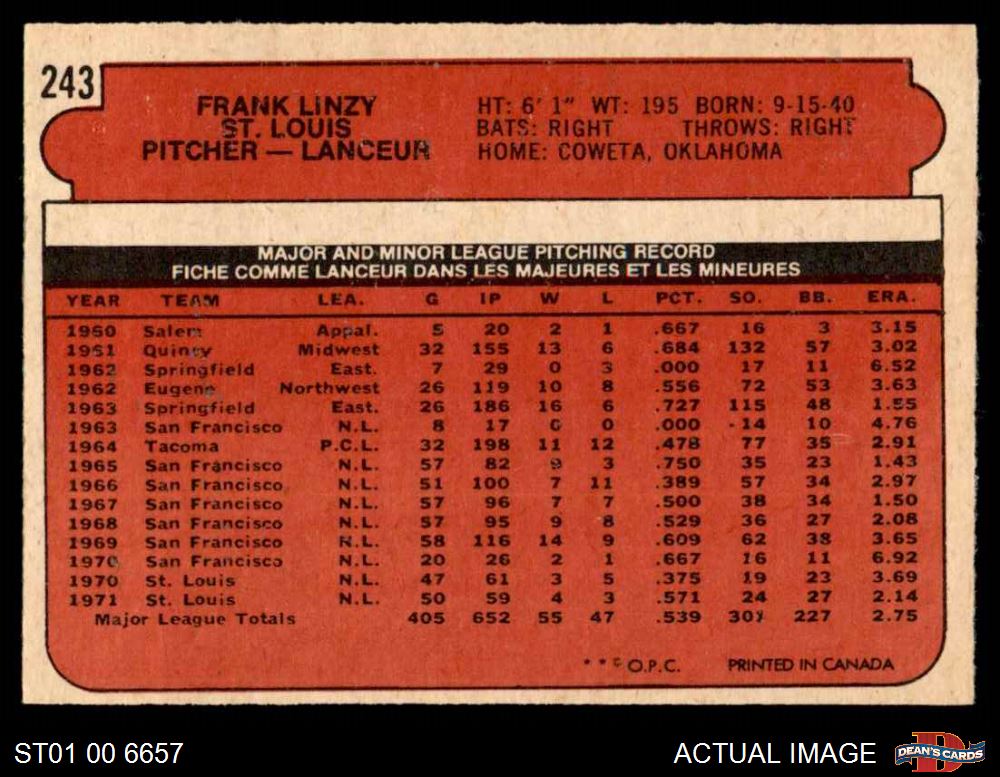 243
FRANK LINZY
ST. LOUIS
PITCHER — LANCEUR
HT: 6' 1" WT: 195 BORN: 9-15-40
BATS: RIGHT THROWS: RIGHT
HOME: COWETA, OKLAHOMA
MAJOR AND MINOR LEAGUE PITCHING RECORD
FICHE COMME LANCEUR DANS LES MAJEURES ET LES MINEURES
YEAR TEAM LEA. G IP W L PCT. SO. BB. ERA.
1960 Salem Appal. 5 20 2 1 .667 16 3 3.15
1961 Quincy Midwest 32 155 13 6 .684 132 57 3.02
1962 Springfield East. 7 29 0 3 .000 17 11 6.52
1962 Eugene Northwest 26 119 10 8 .556 72 53 3.63
1963 Springfield East. 26 186 16 6 .727 115 48 1.55
1963 San Francisco N.L. 8 17 0 0 .000 14 10 4.76
1964 Tacoma P.C.L. 32 198 11 12 .478 77 35 2.91
1965 San Francisco N.L. 57 82 9 3 .750 35 23 1.43
1966 San Francisco N.L. 51 100 7 11 .389 57 34 2.97
1967 San Francisco N.L. 57 96 7 7 .500 38 34 1.50
1968 San Francisco N.L. 57 95 9 8 .529 36 27 2.08
1969 San Francisco N.L. 58 116 14 9 .609 62 38 3.65
1970 San Francisco N.L. 20 26 2 1 .667 16 11 6.92
1970 St. Louis N.L. 47 61 3 5 .375 19 23 3.69
1971 St. Louis N.L. 50 59 4 3 .571 24 27 2.14
Major League Totals 405 652 55 47 .539 301 227 2.75
* * © O.P.C. PRINTED IN CANADA
ST01 00 6657
ACTUAL IMAGE
DEAN'S CARDS